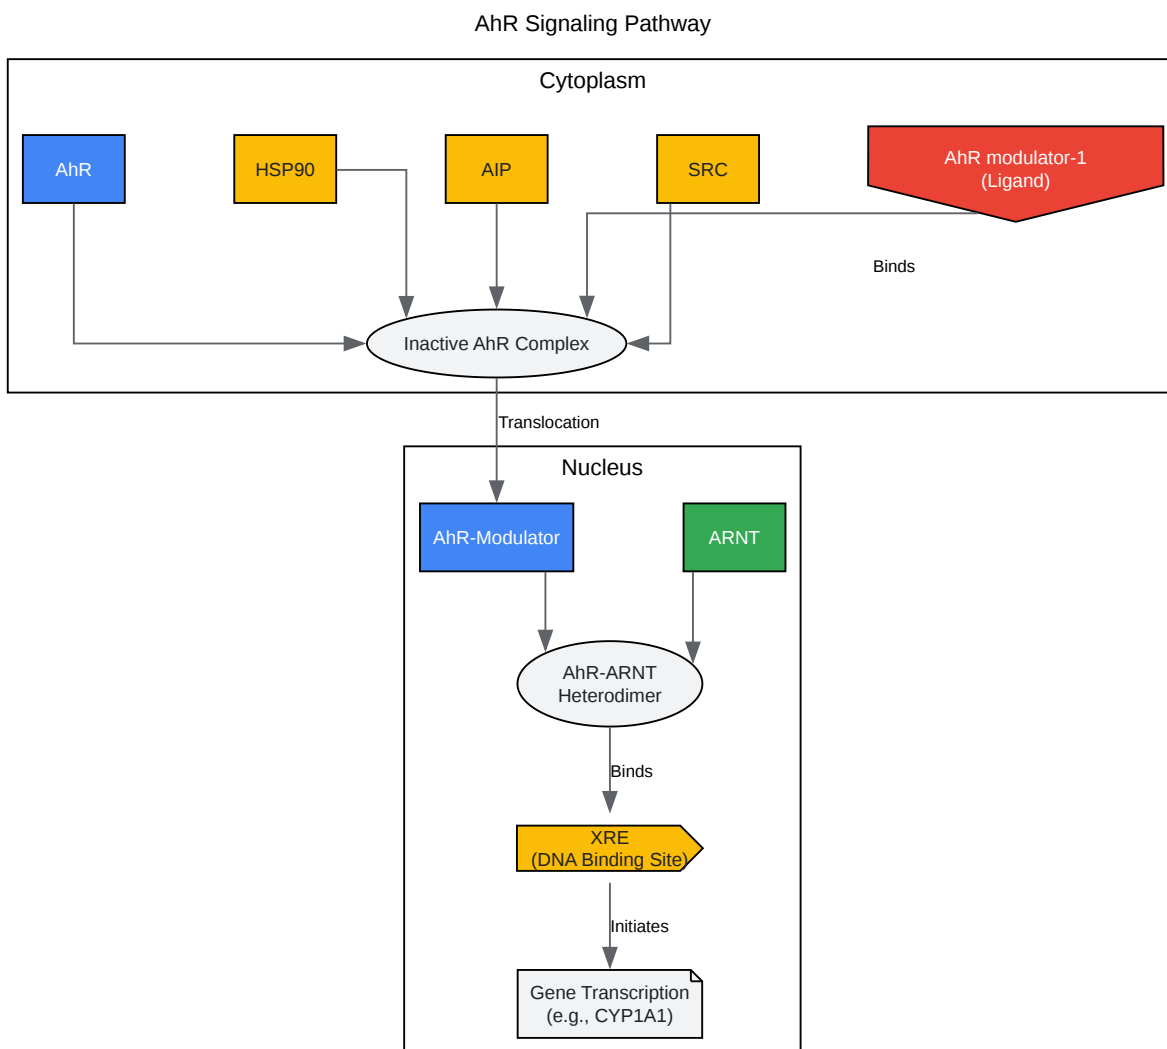 AhR Signaling Pathway
Cytoplasm
AhR
HSP90
AIP
SRC
AhR modulator-1
(Ligand)
Binds
Inactive AhR Complex
Translocation
Nucleus
AhR-Modulator
ARNT
AhR-ARNT
Heterodimer
Binds
XRE
(DNA Binding Site)
Initiates
Gene Transcription
(e.g., CYP1A1)